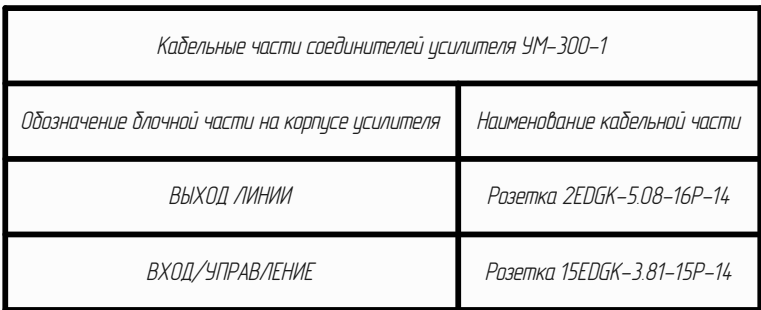 Кабельные части соединителей усилителя УМ-300-1
Обозначение блочной части на корпусе усилителя
Наименование кабельной части
ВЫХОД ЛИНИИ
Розетка 2EDGK-5.08-16P-14
ВХОД/УПРАВЛЕНИЕ
Розетка 15EDGK-3.81-15P-14